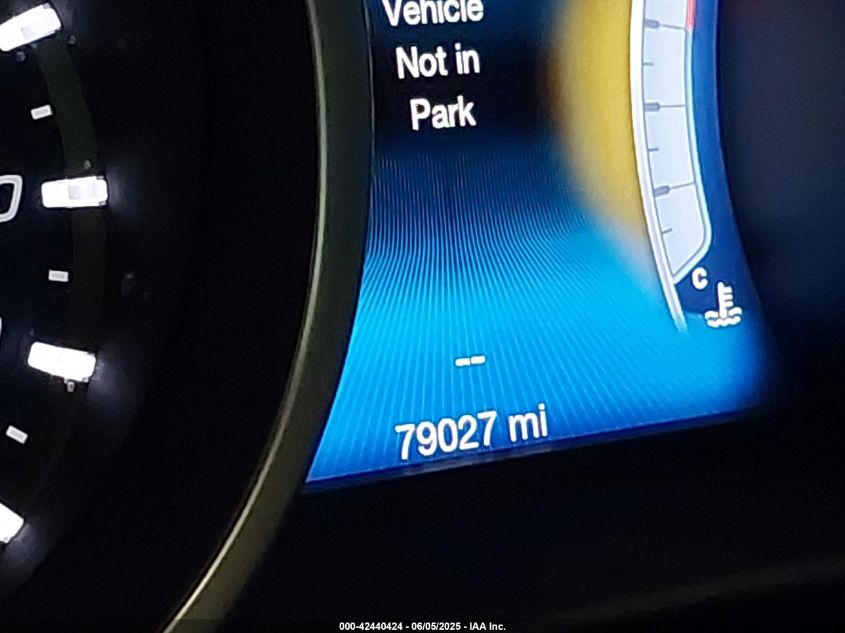 Vehicle
Not in
Park
C
--
79027 mi
000-42440424 - 06/05/2025 - IAA Inc.